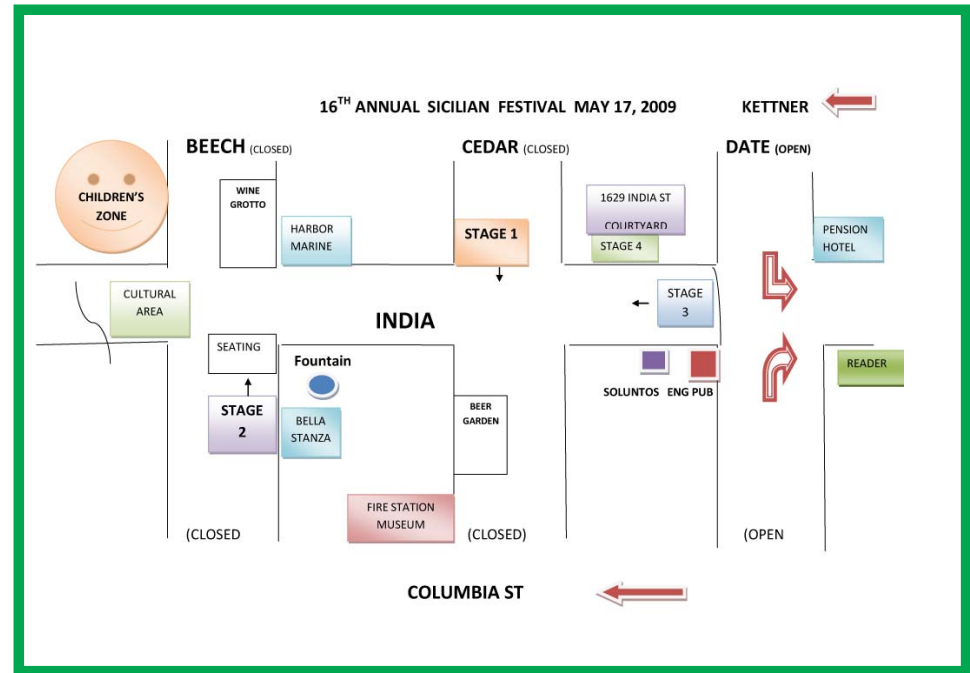 16TH ANNUAL SICILIAN FESTIVAL MAY 17, 2009
KETTNER
BEECH (CLOSED)
CEDAR (CLOSED)
DATE (OPEN)
CHILDREN'S
ZONE
WINE
GROTTO
HARBOR
MARINE
STAGE 1
1629 INDIA ST
COURTYARD
STAGE 4
PENSION
HOTEL
CULTURAL
AREA
INDIA
STAGE
3
SEATING
Fountain
SOLUNTOS
ENG PUB
READER
STAGE
2
BELLA
STANZA
BEER
GARDEN
FIRE STATION
MUSEUM
(CLOSED
(CLOSED)
(OPEN
COLUMBIA ST